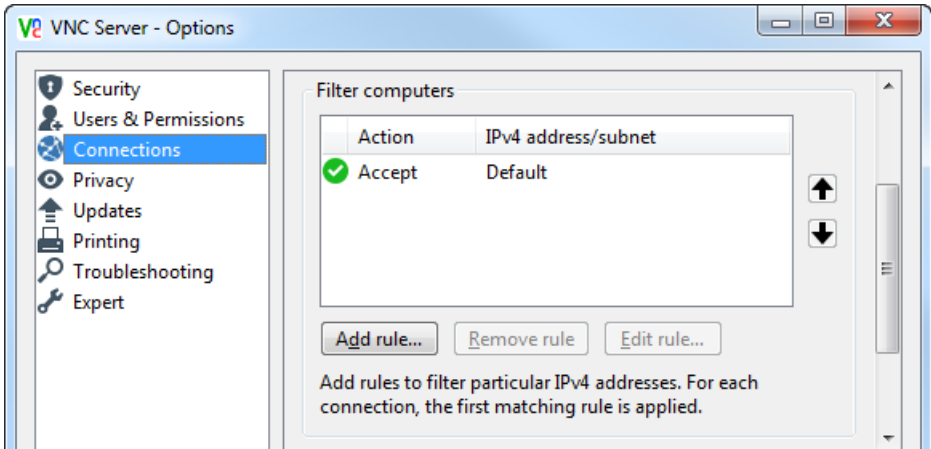 VNC Server - Options
Security
Users & Permissions
Connections
Privacy
Updates
Printing
Troubleshooting
Expert
Filter computers
Action IPv4 address/subnet
Accept Default
Add rule... Remove rule Edit rule...
Add rules to filter particular IPv4 addresses. For each
connection, the first matching rule is applied.